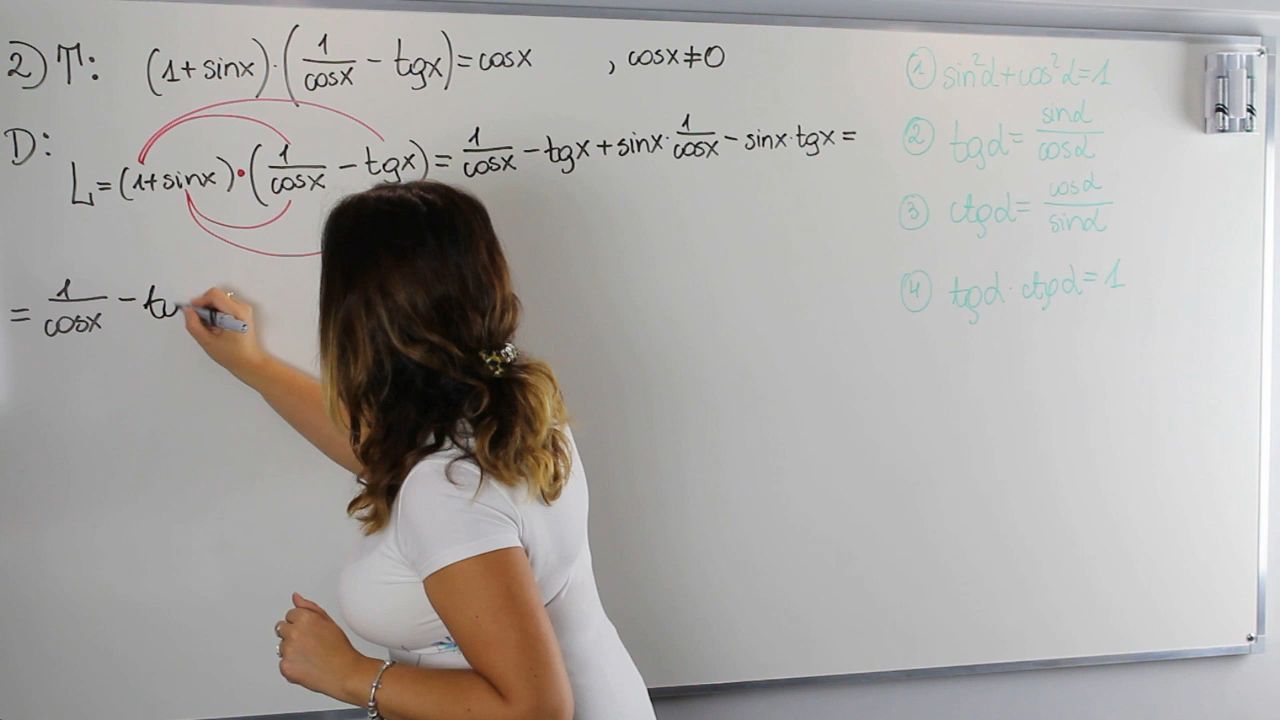 2) T: (1+sinx)·(1/cosx - tgx)=cosx , cosx≠0
D:
L=(1+sinx)·(1/cosx - tgx)= 1/cosx - tgx + sinx· 1/cosx - sinx·tgx =
= 1/cosx -
① sin²α+cos²α=1
② tgα= sinα/cosα
③ ctgα= cosα/sinα
④ tgα·ctgα=1